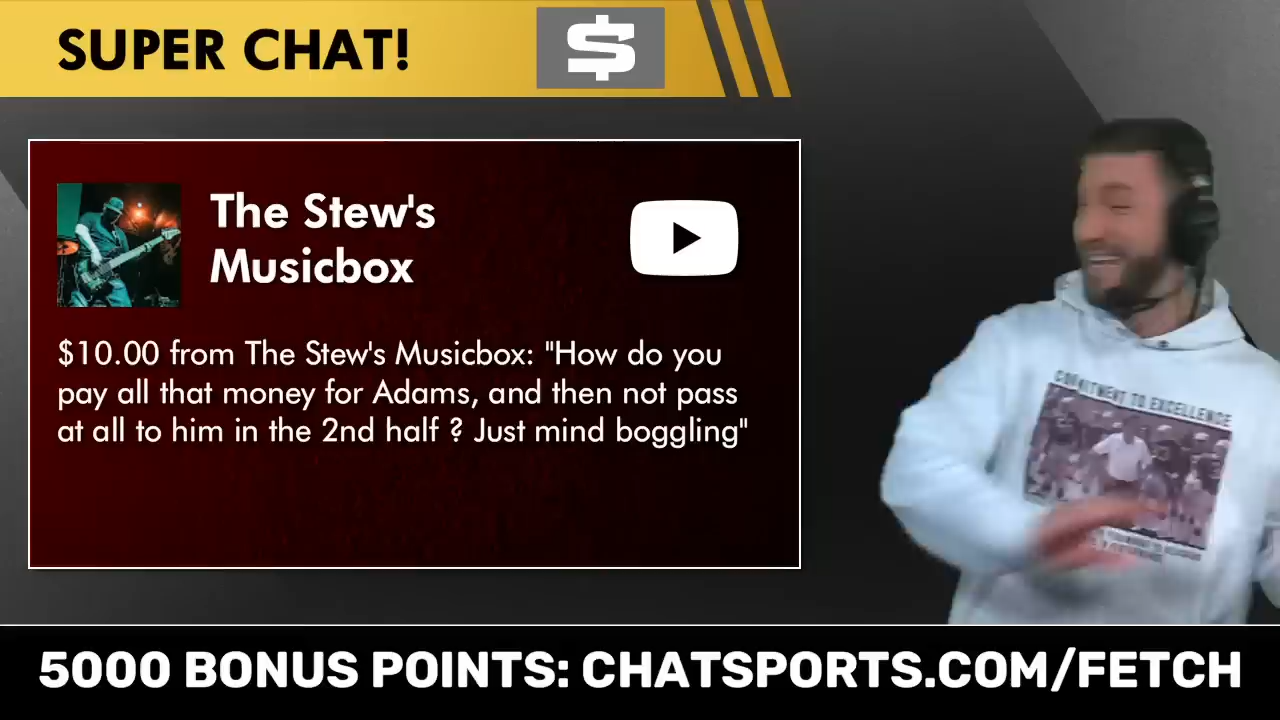 SUPER CHAT!
$
The Stew's
Musicbox
$10.00 from The Stew's Musicbox: "How do you
pay all that money for Adams, and then not pass
at all to him in the 2nd half ? Just mind boggling"
COMMITMENT TO EXCELLENCE
5000 BONUS POINTS: CHATSPORTS.COM/FETCH